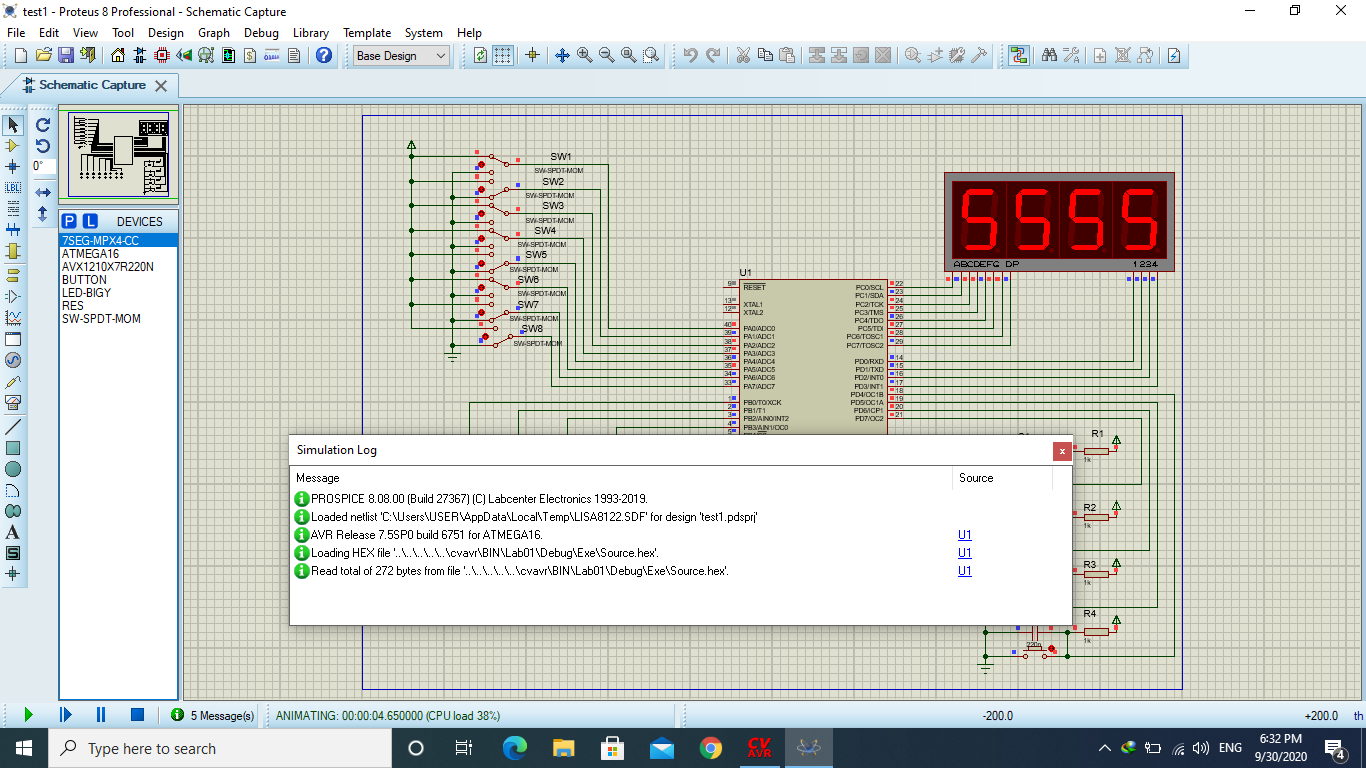 test1 - Proteus 8 Professional - Schematic Capture
File Edit View Tool Design Graph Debug Library Template System Help
Base Design
Schematic Capture
0°
LBL
P L DEVICES
7SEG-MPX4-CC
ATMEGA16
AVX1210X7R220N
BUTTON
LED-BIGY
RES
SW-SPDT-MOM
SW1
SW-SPDT-MOM
SW2
SW-SPDT-MOM
SW3
SW-SPDT-MOM
SW4
SW-SPDT-MOM
SW5
SW-SPDT-MOM
SW6
SW-SPDT-MOM
SW7
SW-SPDT-MOM
SW8
SW-SPDT-MOM
5555
ABCDEFG DP 1234
U1
9 RESET
13 XTAL1
12 XTAL2
40 PA0/ADC0
39 PA1/ADC1
38 PA2/ADC2
37 PA3/ADC3
36 PA4/ADC4
35 PA5/ADC5
34 PA6/ADC6
33 PA7/ADC7
1 PB0/T0/XCK
2 PB1/T1
3 PB2/AIN0/INT2
4 PB3/AIN1/OC0
5
PC0/SCL 22
PC1/SDA 23
PC2/TCK 24
PC3/TMS 25
PC4/TDO 26
PC5/TDI 27
PC6/TOSC1 28
PC7/TOSC2 29
PD0/RXD 14
PD1/TXD 15
PD2/INT0 16
PD3/INT1 17
PD4/OC1B 18
PD5/OC1A 19
PD6/ICP1 20
PD7/OC2 21
R1
1k
R2
1k
R3
1k
R4
1k
220n
Simulation Log
x
Message Source
PROSPICE 8.08.00 (Build 27367) (C) Labcenter Electronics 1993-2019.
Loaded netlist 'C:\Users\USER\AppData\Local\Temp\LISA8122.SDF' for design 'test1.pdsprj'
AVR Release 7.5SP0 build 6751 for ATMEGA16. U1
Loading HEX file '..\..\..\..\..\cvavr\BIN\Lab01\Debug\Exe\Source.hex'. U1
Read total of 272 bytes from file '..\..\..\..\..\cvavr\BIN\Lab01\Debug\Exe\Source.hex'. U1
5 Message(s) ANIMATING: 00:00:04.650000 (CPU load 38%) -200.0 +200.0 th
Type here to search
CV
AVR
ENG
6:32 PM
9/30/2020
4